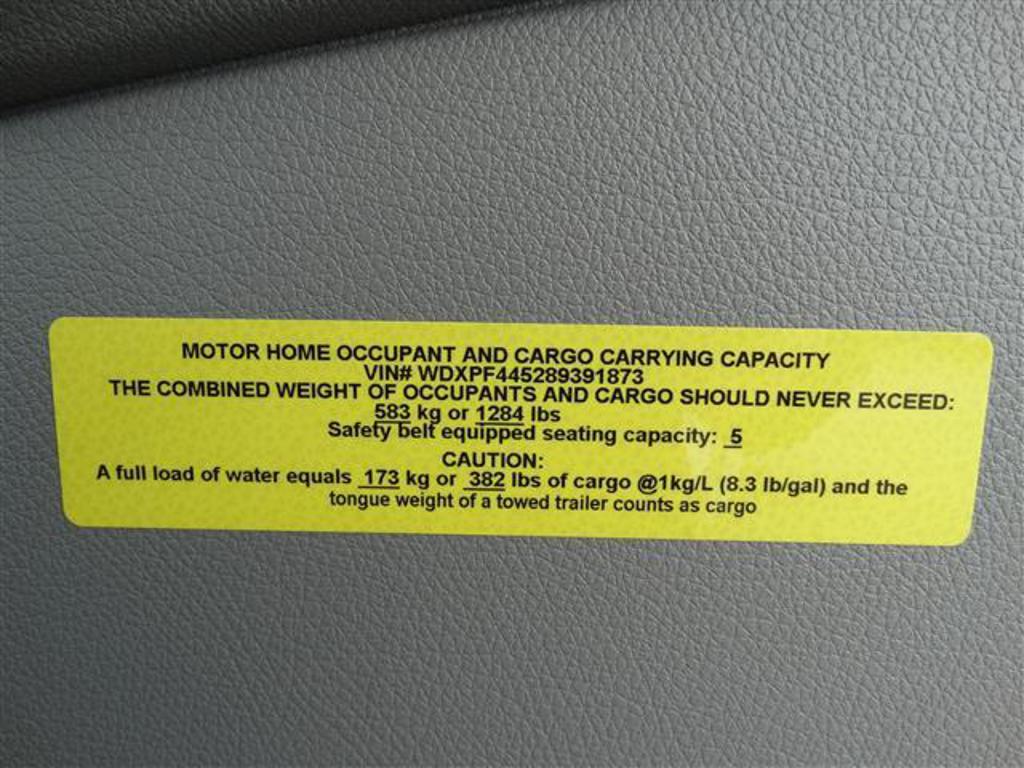 MOTOR HOME OCCUPANT AND CARGO CARRYING CAPACITY
VIN# WDXPF445289391873
THE COMBINED WEIGHT OF OCCUPANTS AND CARGO SHOULD NEVER EXCEED:
583 kg or 1284 lbs
Safety belt equipped seating capacity: 5
CAUTION:
A full load of water equals 173 kg or 382 lbs of cargo @1kg/L (8.3 lb/gal) and the
tongue weight of a towed trailer counts as cargo